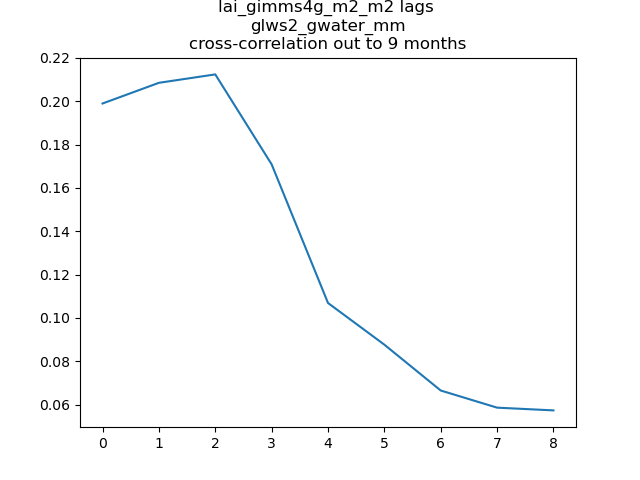 lai_gimms4g_m2_m2 lags
glws2_gwater_mm
cross-correlation out to 9 months
0.22
0.20
0.18
0.16
0.14
0.12
0.10
0.08
0.06
0 1 2 3 4 5 6 7 8